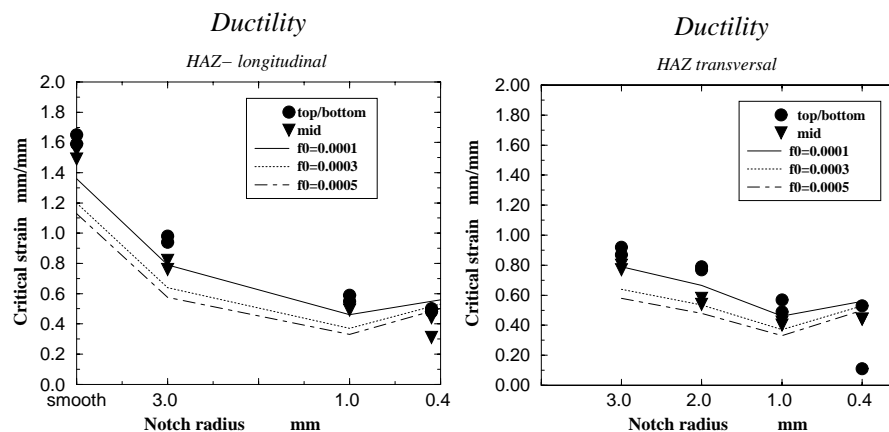 Ductility
HAZ− longitudinal
2.0
1.8
1.6
1.4
1.2
1.0
0.8
0.6
0.4
0.2
0.0
Critical strain mm/mm
top/bottom
mid
f0=0.0001
f0=0.0003
f0=0.0005
smooth 3.0 1.0 0.4
Notch radius mm
Ductility
HAZ transversal
2.00
1.80
1.60
1.40
1.20
1.00
0.80
0.60
0.40
0.20
0.00
Critical strain mm/mm
top/bottom
mid
f0=0.0001
f0=0.0003
f0=0.0005
3.0 2.0 1.0 0.4
Notch radius mm